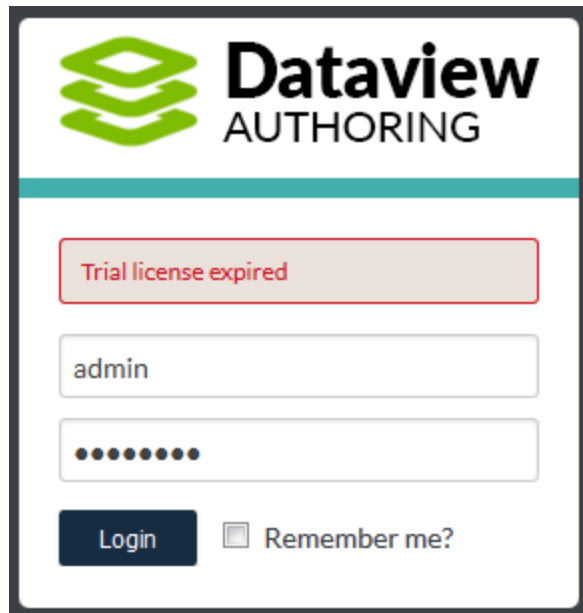 Dataview
AUTHORING
Trial license expired
admin
••••••••
Login
Remember me?